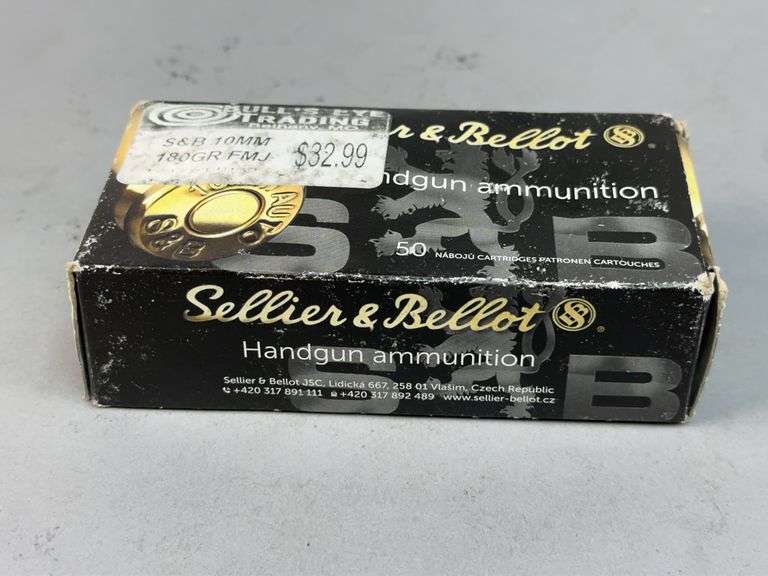 BULL'S EYE
TRADING
S&B 10MM
180GR FMJ
$32.99
& Bellot
S&B
Handgun ammunition
10 AUTO
S&B
S B
50 NÁBOJŮ CARTRIDGES PATRONEN CARTOUCHES
Sellier & Bellot S&B ®
Handgun ammunition
Sellier & Bellot JSC, Lidická 667, 258 01 Vlašim, Czech Republic
+420 317 891 111 +420 317 892 489 www.sellier-bellot.cz
S B